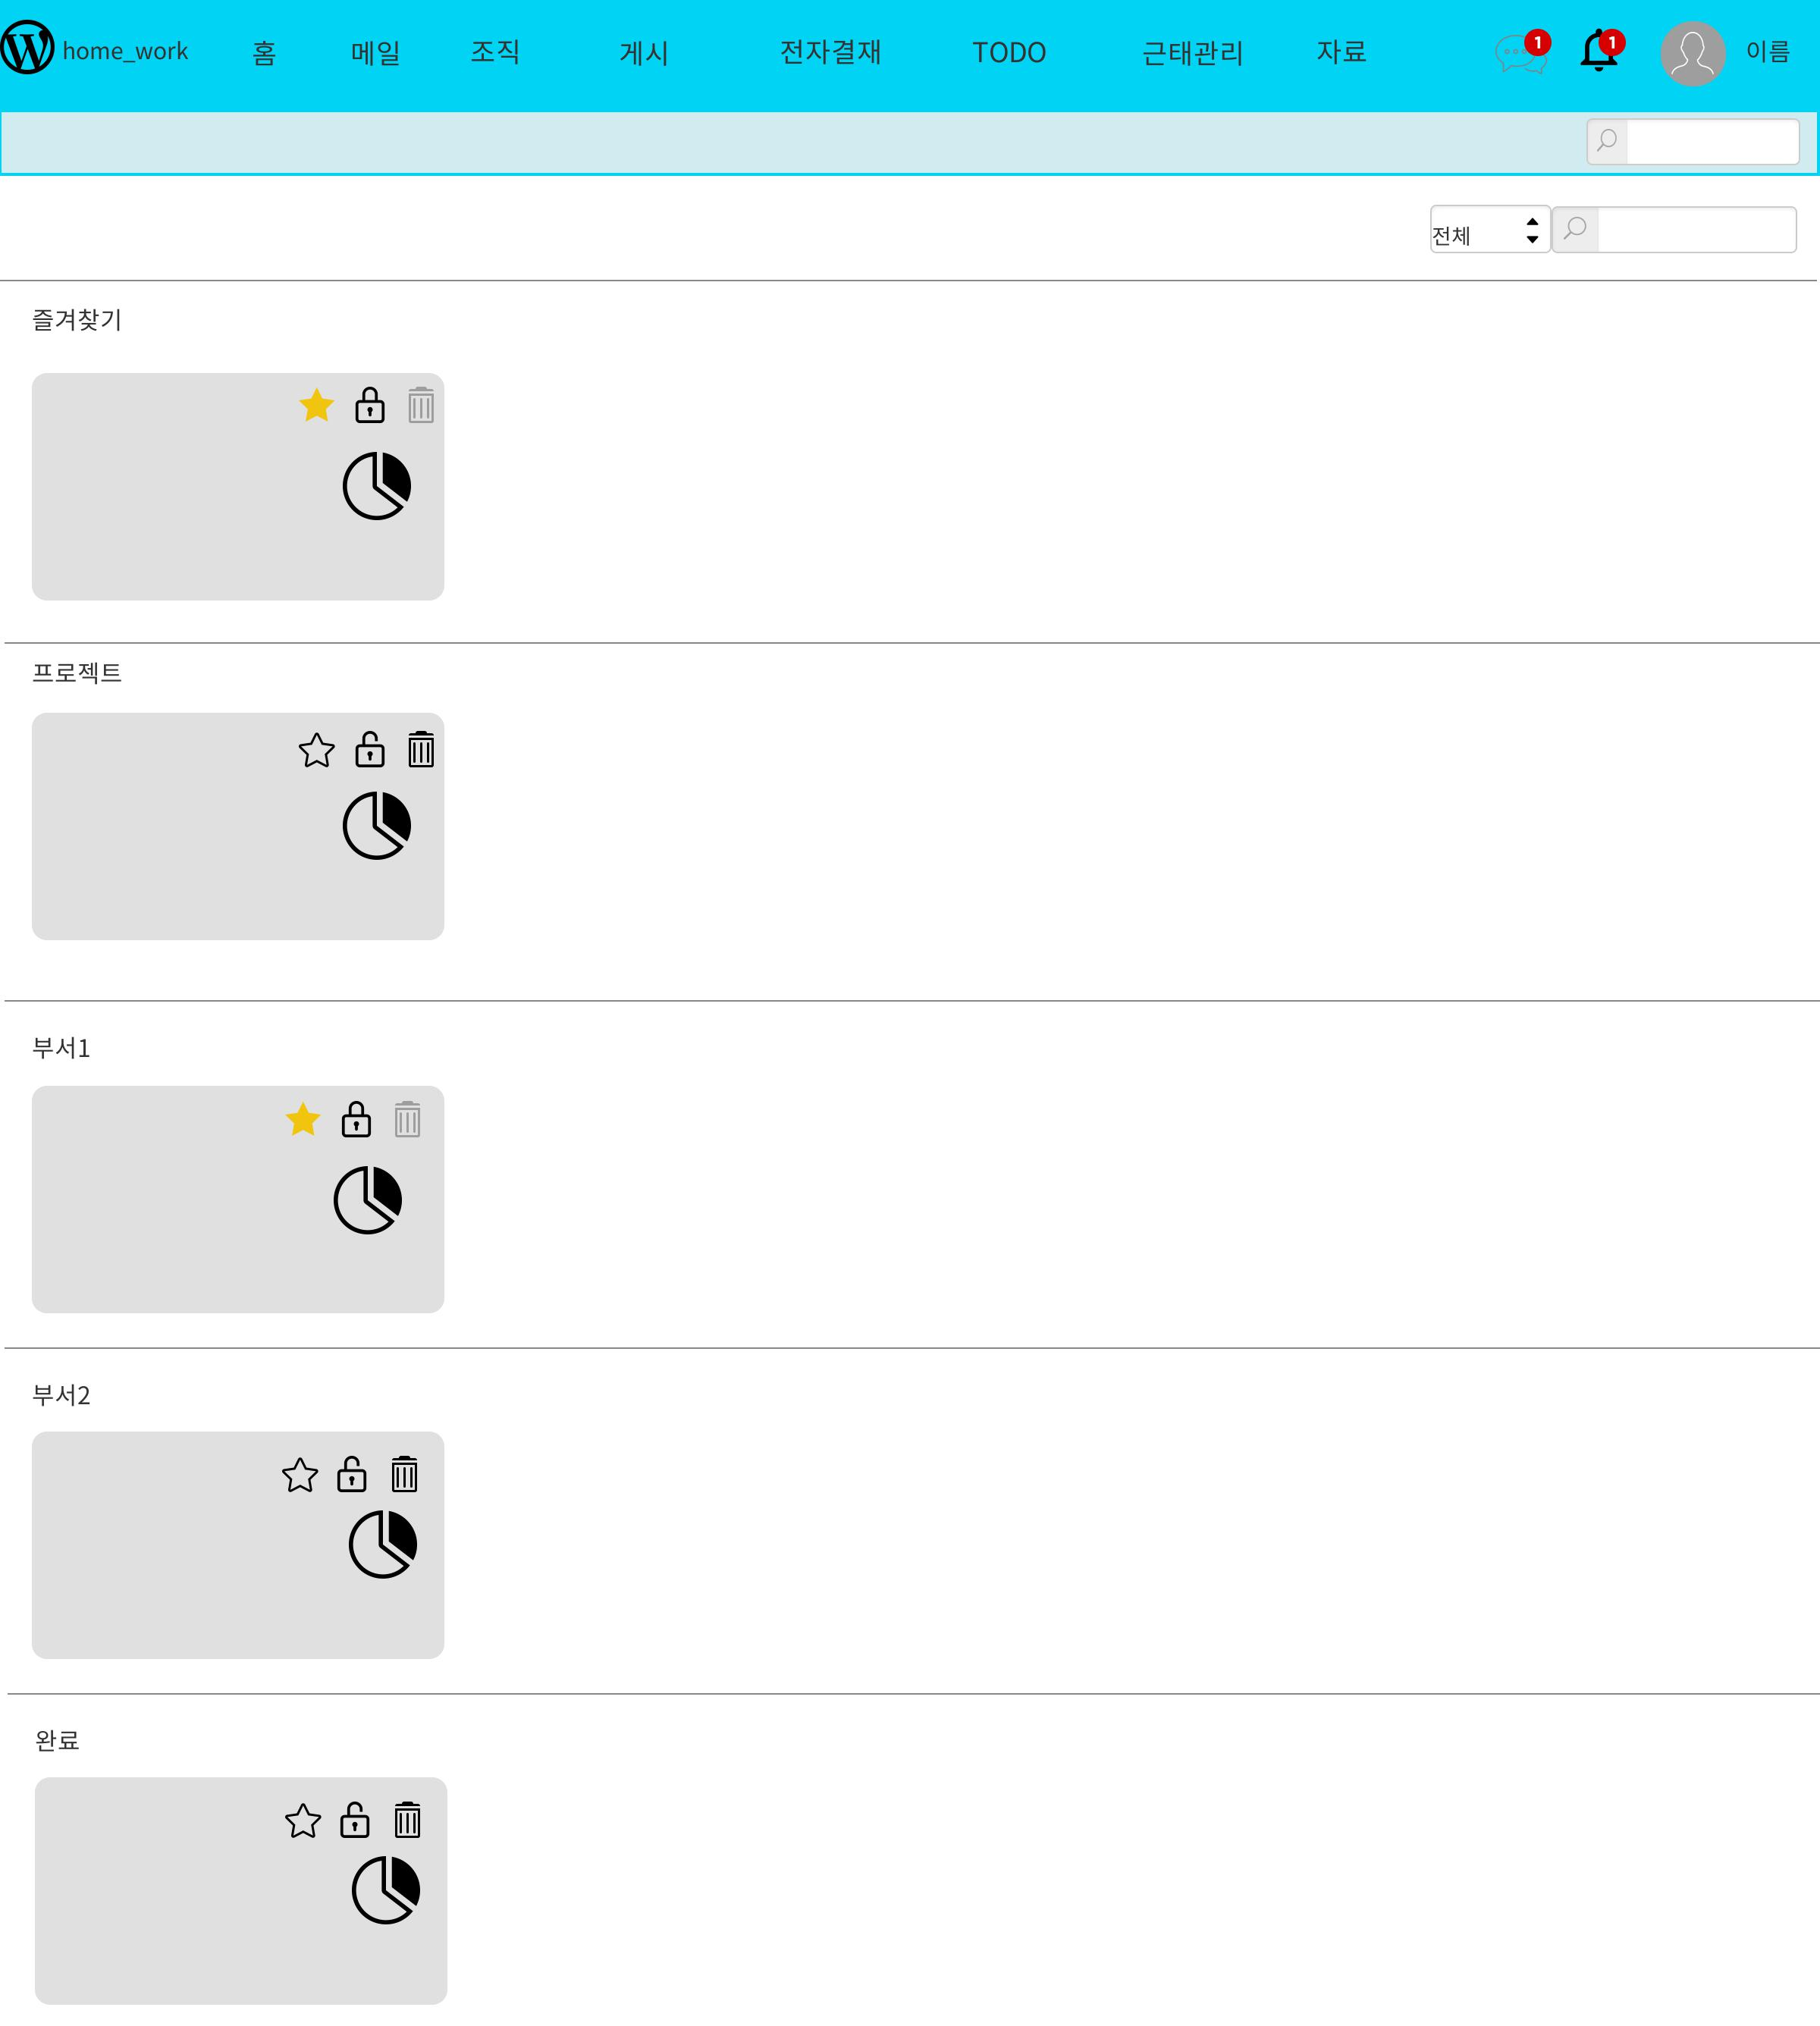 home_work 홈 메일 조직 게시 전자결재 TODO 근태관리 자료 1 1 이름
전체
즐겨찾기
프로젝트
부서1
부서2
완료